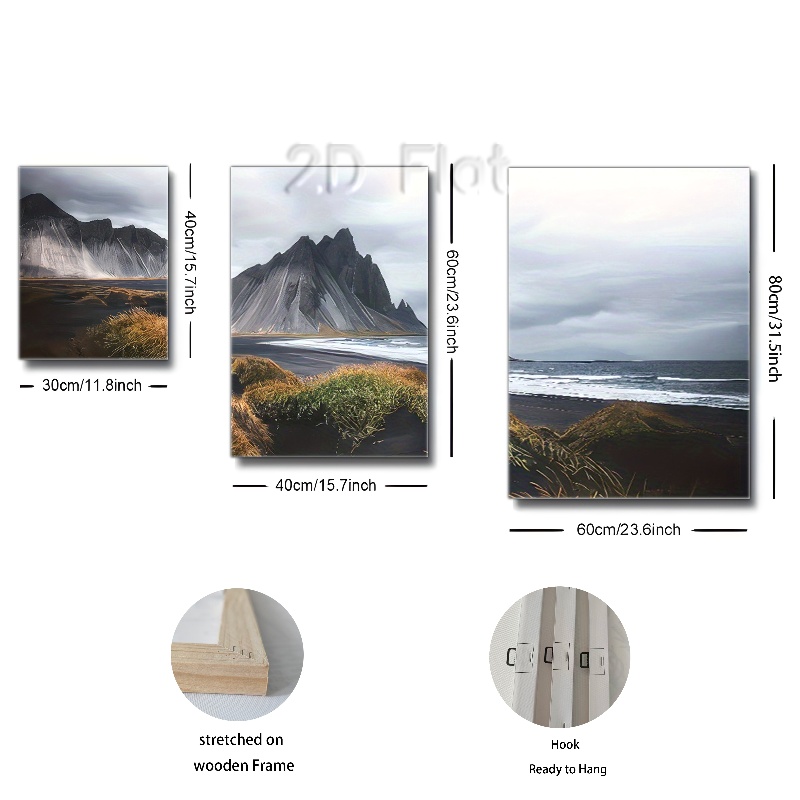 2D Flat
40cm/15.7inch
30cm/11.8inch
60cm/23.6inch
40cm/15.7inch
80cm/31.5inch
60cm/23.6inch
stretched on
wooden Frame
Hook
Ready to Hang